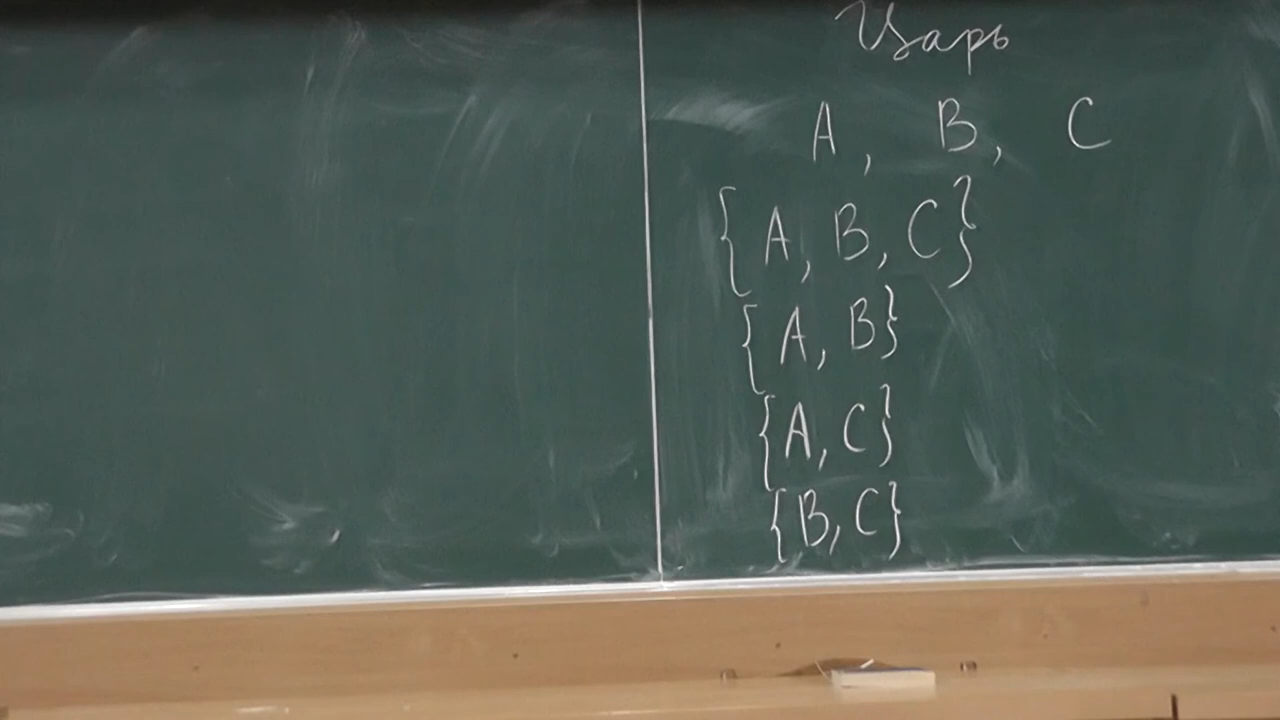 Царь
A, B, C
{A, B, C}
{A, B}
{A, C}
{B, C}